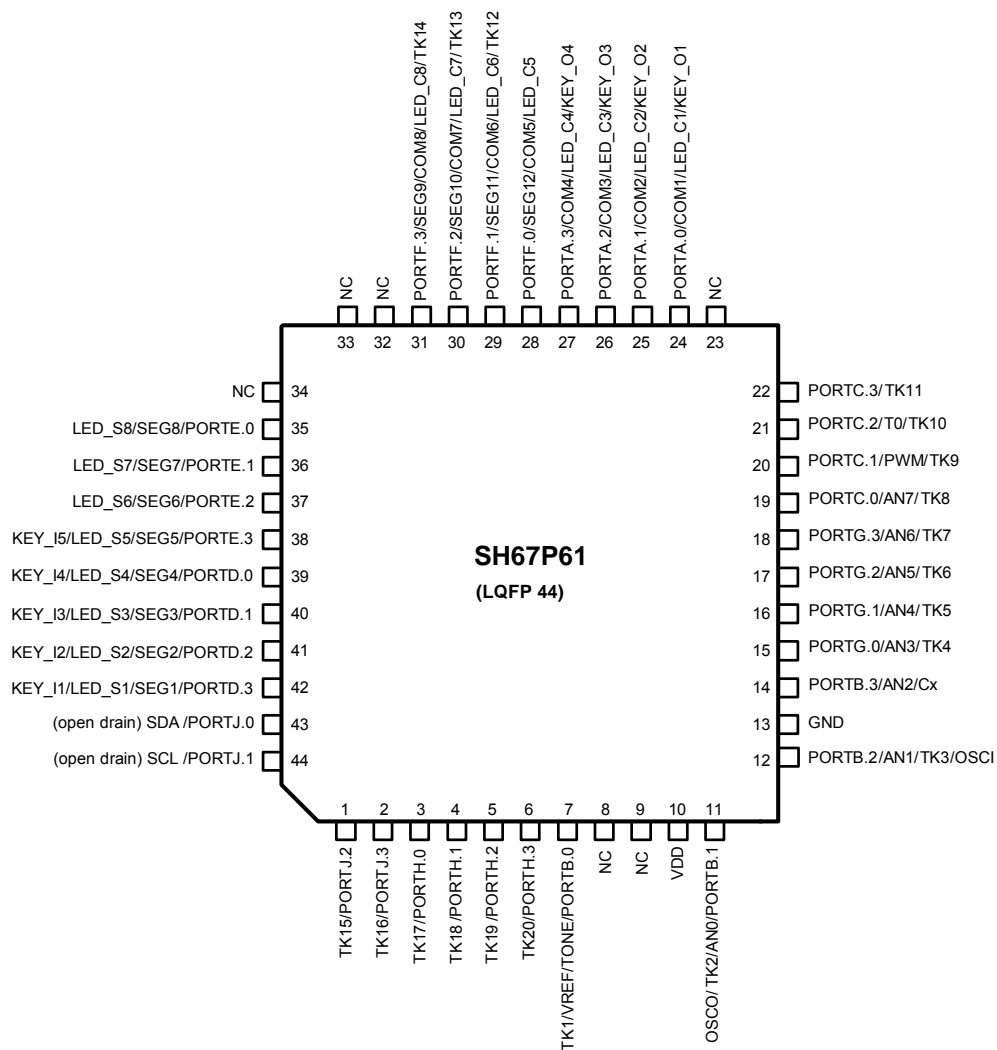 PORTF.3/SEG9/COM8/LED_C8/TK14
PORTF.2/SEG10/COM7/LED_C7/TK13
PORTF.1/SEG11/COM6/LED_C6/TK12
PORTF.0/SEG12/COM5/LED_C5
PORTA.3/COM4/LED_C4/KEY_O4
PORTA.2/COM3/LED_C3/KEY_O3
PORTA.1/COM2/LED_C2/KEY_O2
PORTA.0/COM1/LED_C1/KEY_O1
NC
NC
NC
33 32 31 30 29 28 27 26 25 24 23
NC 34
LED_S8/SEG8/PORTE.0 35
LED_S7/SEG7/PORTE.1 36
LED_S6/SEG6/PORTE.2 37
KEY_I5/LED_S5/SEG5/PORTE.3 38
KEY_I4/LED_S4/SEG4/PORTD.0 39
KEY_I3/LED_S3/SEG3/PORTD.1 40
KEY_I2/LED_S2/SEG2/PORTD.2 41
KEY_I1/LED_S1/SEG1/PORTD.3 42
(open drain) SDA /PORTJ.0 43
(open drain) SCL /PORTJ.1 44
SH67P61
(LQFP 44)
22 PORTC.3/TK11
21 PORTC.2/T0/TK10
20 PORTC.1/PWM/TK9
19 PORTC.0/AN7/TK8
18 PORTG.3/AN6/TK7
17 PORTG.2/AN5/TK6
16 PORTG.1/AN4/TK5
15 PORTG.0/AN3/TK4
14 PORTB.3/AN2/Cx
13 GND
12 PORTB.2/AN1/TK3/OSCI
1 2 3 4 5 6 7 8 9 10 11
TK15/PORTJ.2
TK16/PORTJ.3
TK17/PORTH.0
TK18/PORTH.1
TK19/PORTH.2
TK20/PORTH.3
TK1/VREF/TONE/PORTB.0
NC
NC
VDD
OSCO/TK2/AN0/PORTB.1